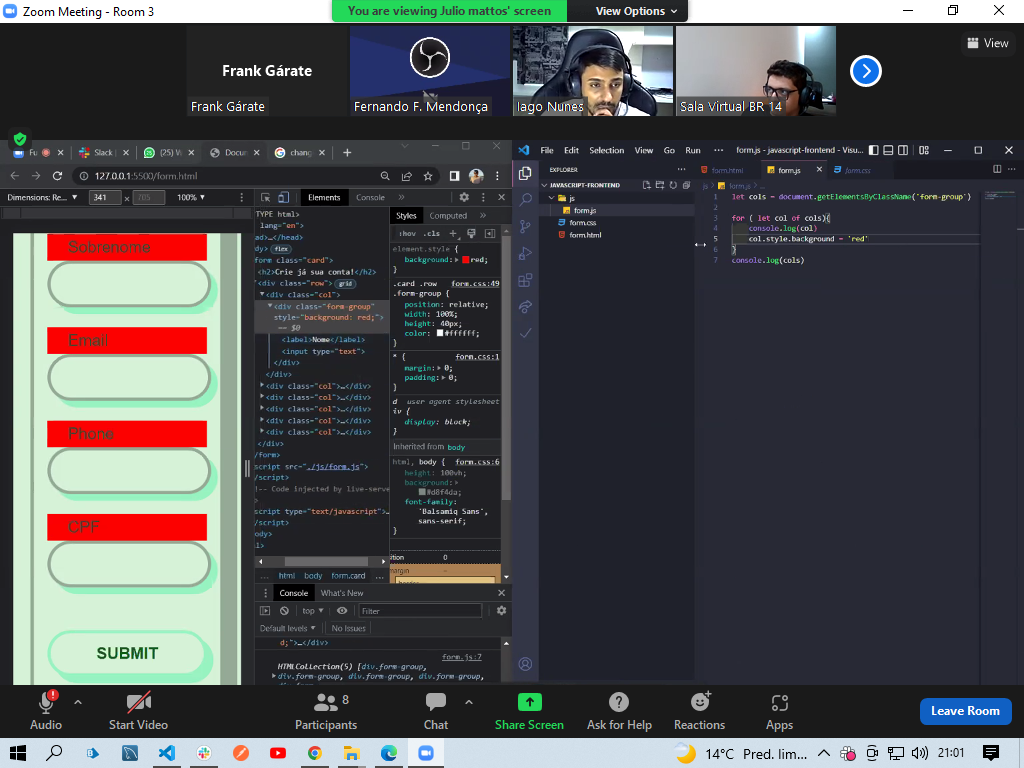 Zoom Meeting - Room 3
You are viewing Julio mattos' screen
View Options
Frank Gárate
Frank Gárate
Fernando F. Mendonça
Iago Nunes
Sala Virtual BR 14
View
Slack
(25) W
Docun
chang
127.0.0.1:5500/form.html
Dimensions: Re...
341
×
705
100%
Elements
Console
Sobrenome
Email
Phone
CPF
SUBMIT
TYPE html>
lang="en">
ad>…</head>
dy> flex
form class="card">
<h2>Crie já sua conta!</h2>
<div class="row"> grid
<div class="col">
<div class="form-group"
style="background: red;">
== $0
<label>Nome</label>
<input type="text">
</div>
</div>
<div class="col">…</div>
<div class="col">…</div>
<div class="col">…</div>
<div class="col">…</div>
<div class="col">…</div>
</div>
/form>
script src="./js/form.js">
/script>
!-- Code injected by live-serve
>
script type="text/javascript">…
/script>
ody>
l>
... html body form.card ...
Styles
Computed
:hov .cls
element.style {
background: red;
}
.card .row form.css:49
.form-group {
position: relative;
width: 100%;
height: 40px;
color: #ffffff;
}
* { form.css:1
margin: 0;
padding: 0;
}
d user agent stylesheet
iv {
display: block;
}
Inherited from body
html, body { form.css:6
height: 100vh;
background:
#d8f4da;
font-family:
'Balsamiq Sans',
sans-serif;
}
ition 0
margin
Console
What's New
top
Filter
Default levels
No Issues
d;">…</div>
form.js:7
HTMLCollection(5) [div.form-group,
div.form-group, div.form-group,
File Edit Selection View Go Run ...
form.js - javascript-frontend - Visu...
EXPLORER
JAVASCRIPT-FRONTEND
js
form.js
form.css
form.html
form.html
form.js
form.css
js > form.js > ...
1 let cols = document.getElementsByClassName('form-group')
2
3 for ( let col of cols){
4 console.log(col)
5 col.style.background = 'red'
6 }
7 console.log(cols)
Audio
Start Video
Participants
8
Chat
Share Screen
Ask for Help
Reactions
Apps
Leave Room
14°C Pred. lim...
21:01